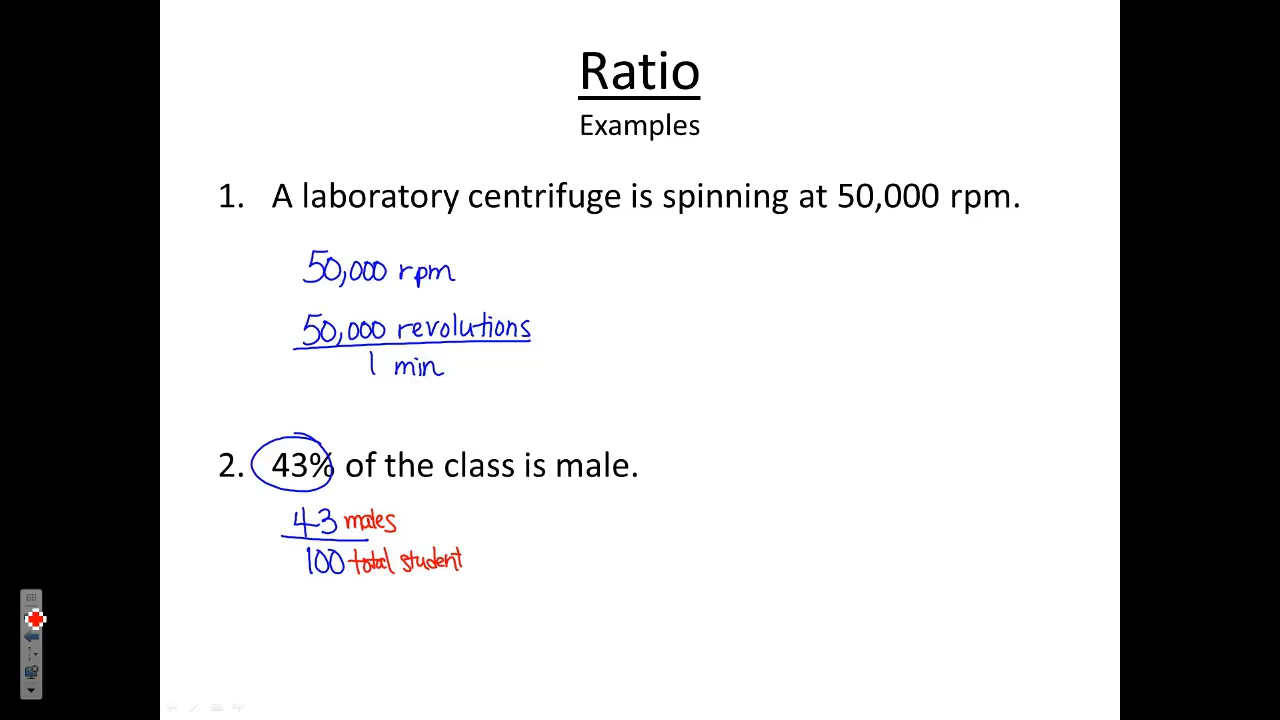 Ratio
Examples
1. A laboratory centrifuge is spinning at 50,000 rpm.
50,000 rpm
50,000 revolutions
1 min
2. 43% of the class is male.
43 males
100 total student